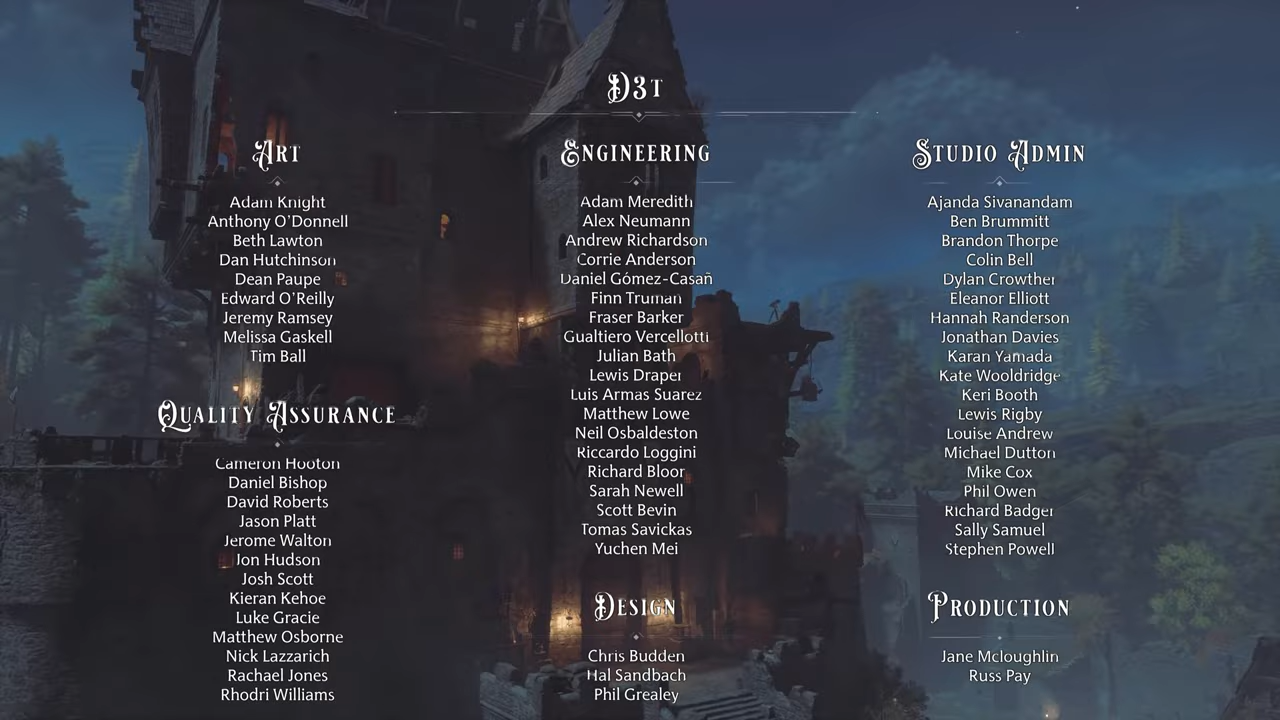 D3T
ART
Adam Knight
Anthony O'Donnell
Beth Lawton
Dan Hutchinson
Dean Paupe
Edward O'Reilly
Jeremy Ramsey
Melissa Gaskell
Tim Ball
QUALITY ASSURANCE
Cameron Hooton
Daniel Bishop
David Roberts
Jason Platt
Jerome Walton
Jon Hudson
Josh Scott
Kieran Kehoe
Luke Gracie
Matthew Osborne
Nick Lazzarich
Rachael Jones
Rhodri Williams
ENGINEERING
Adam Meredith
Alex Neumann
Andrew Richardson
Corrie Anderson
Daniel Gómez-Casañ
Finn Truman
Fraser Barker
Gualtiero Vercellotti
Julian Bath
Lewis Draper
Luis Armas Suarez
Matthew Lowe
Neil Osbaldeston
Riccardo Loggini
Richard Bloor
Sarah Newell
Scott Bevin
Tomas Savickas
Yuchen Mei
DESIGN
Chris Budden
Hal Sandbach
Phil Grealey
STUDIO ADMIN
Ajanda Sivanandam
Ben Brummitt
Brandon Thorpe
Colin Bell
Dylan Crowther
Eleanor Elliott
Hannah Randerson
Jonathan Davies
Karan Yamada
Kate Wooldridge
Keri Booth
Lewis Rigby
Louise Andrew
Michael Dutton
Mike Cox
Phil Owen
Richard Badger
Sally Samuel
Stephen Powell
PRODUCTION
Jane Mcloughlin
Russ Pay